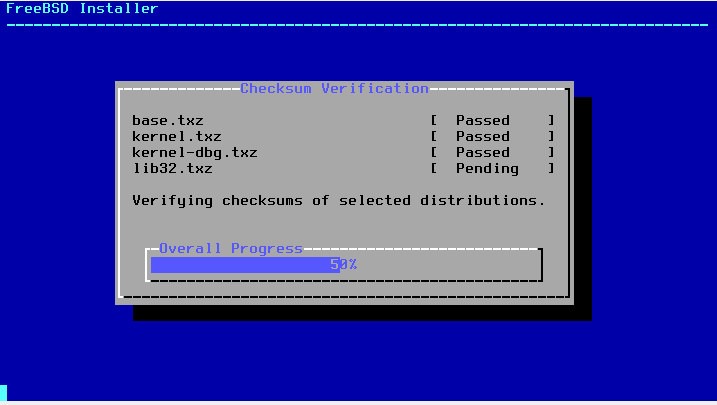 FreeBSD Installer
Checksum Verification
base.txz [ Passed ]
kernel.txz [ Passed ]
kernel-dbg.txz [ Passed ]
lib32.txz [ Pending ]
Verifying checksums of selected distributions.
Overall Progress
50%